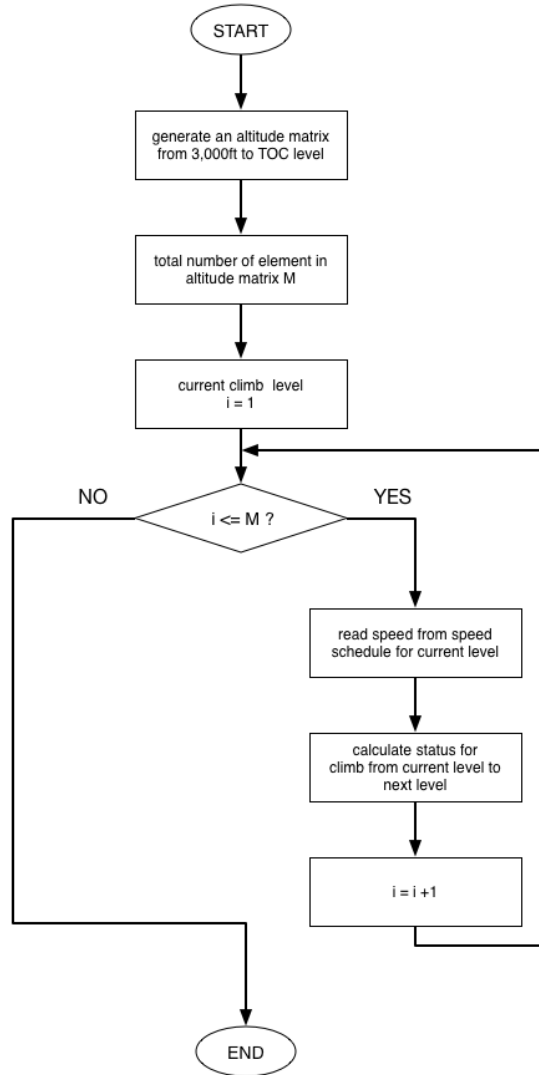 START
generate an altitude matrix
from 3,000ft to TOC level
total number of element in
altitude matrix M
current climb level
i = 1
NO
YES
i <= M ?
read speed from speed
schedule for current level
calculate status for
climb from current level to
next level
i = i +1
END